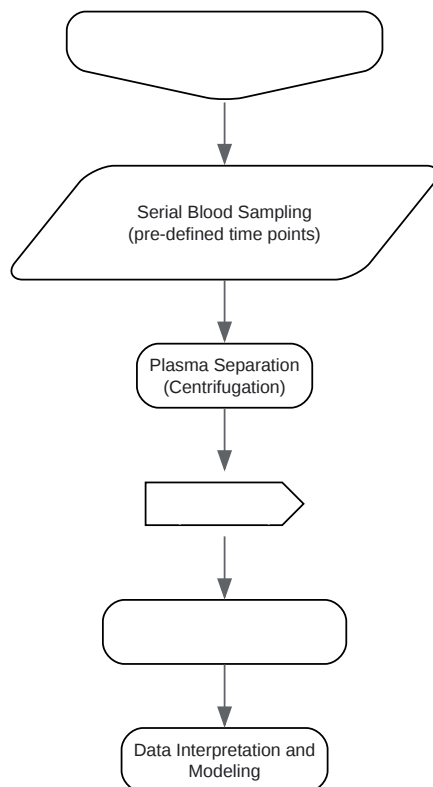 Serial Blood Sampling
(pre-defined time points)
Plasma Separation
(Centrifugation)
Data Interpretation and
Modeling